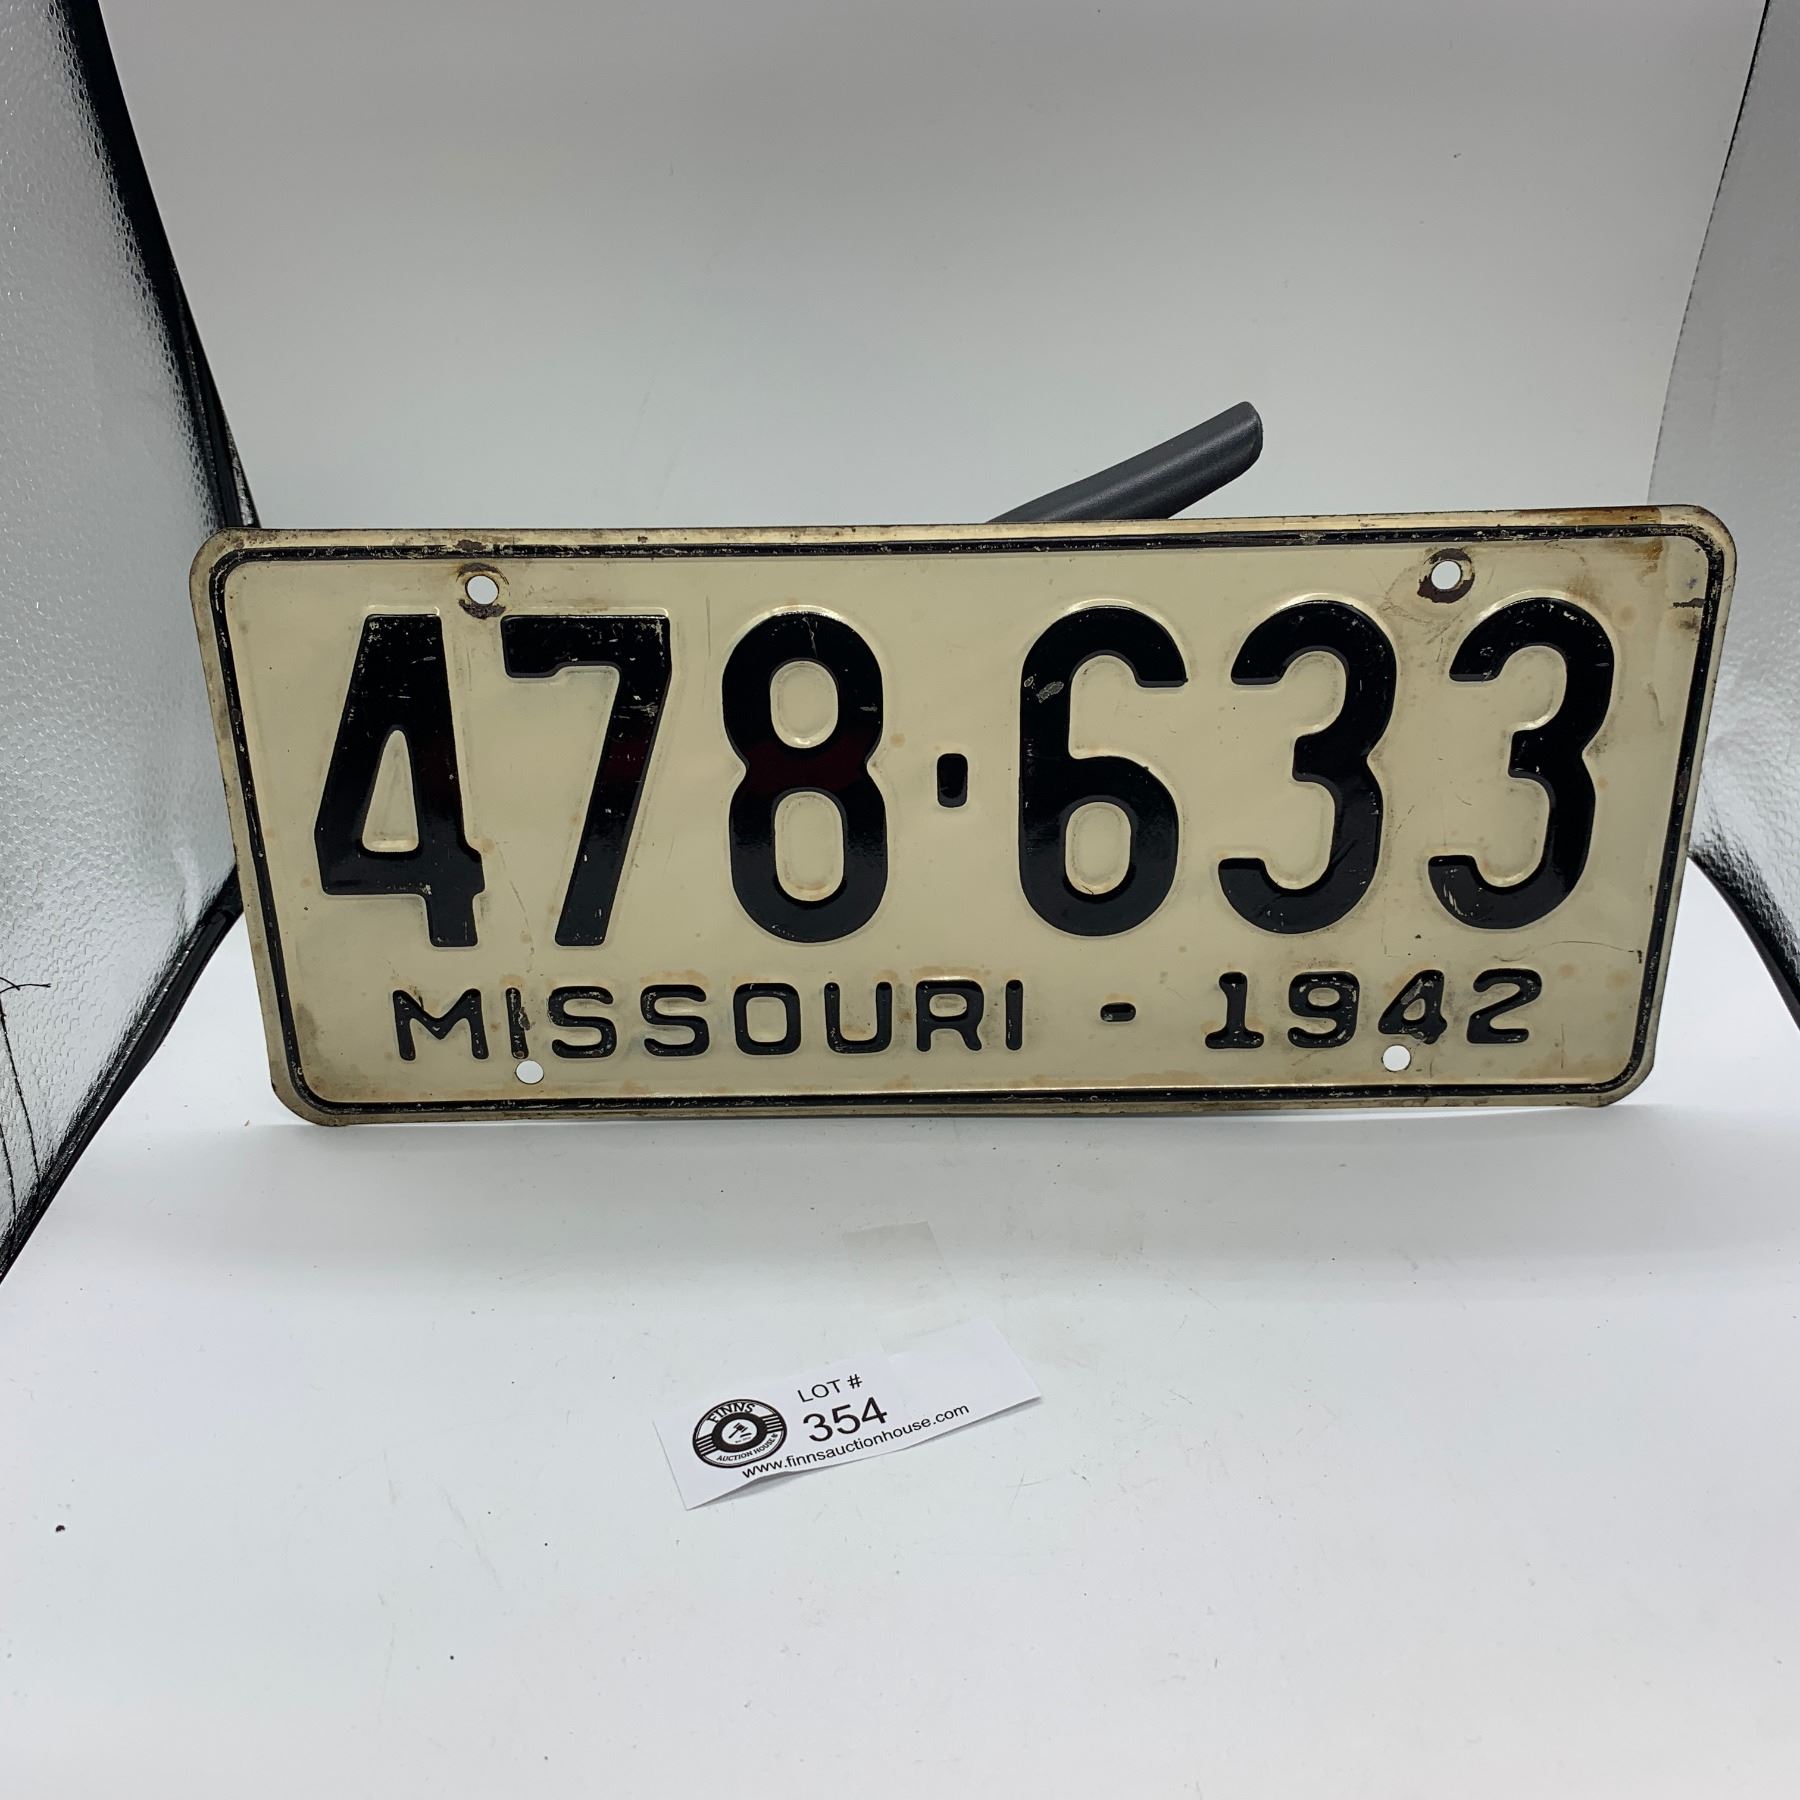 478-633
MISSOURI - 1942
FINNS
AUCTION HOUSE
LOT #
354
www.finnsauctionhouse.com